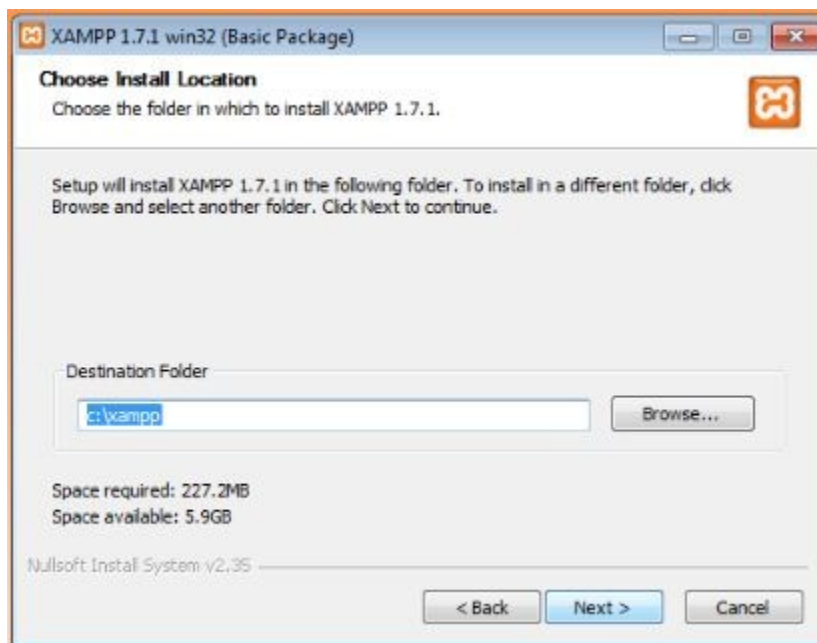 XAMPP 1.7.1 win32 (Basic Package)
Choose Install Location
Choose the folder in which to install XAMPP 1.7.1.
Setup will install XAMPP 1.7.1 in the following folder. To install in a different folder, click
Browse and select another folder. Click Next to continue.
Destination Folder
c:\xampp
Browse...
Space required: 227.2MB
Space available: 5.9GB
Nullsoft Install System v2.35
< Back
Next >
Cancel